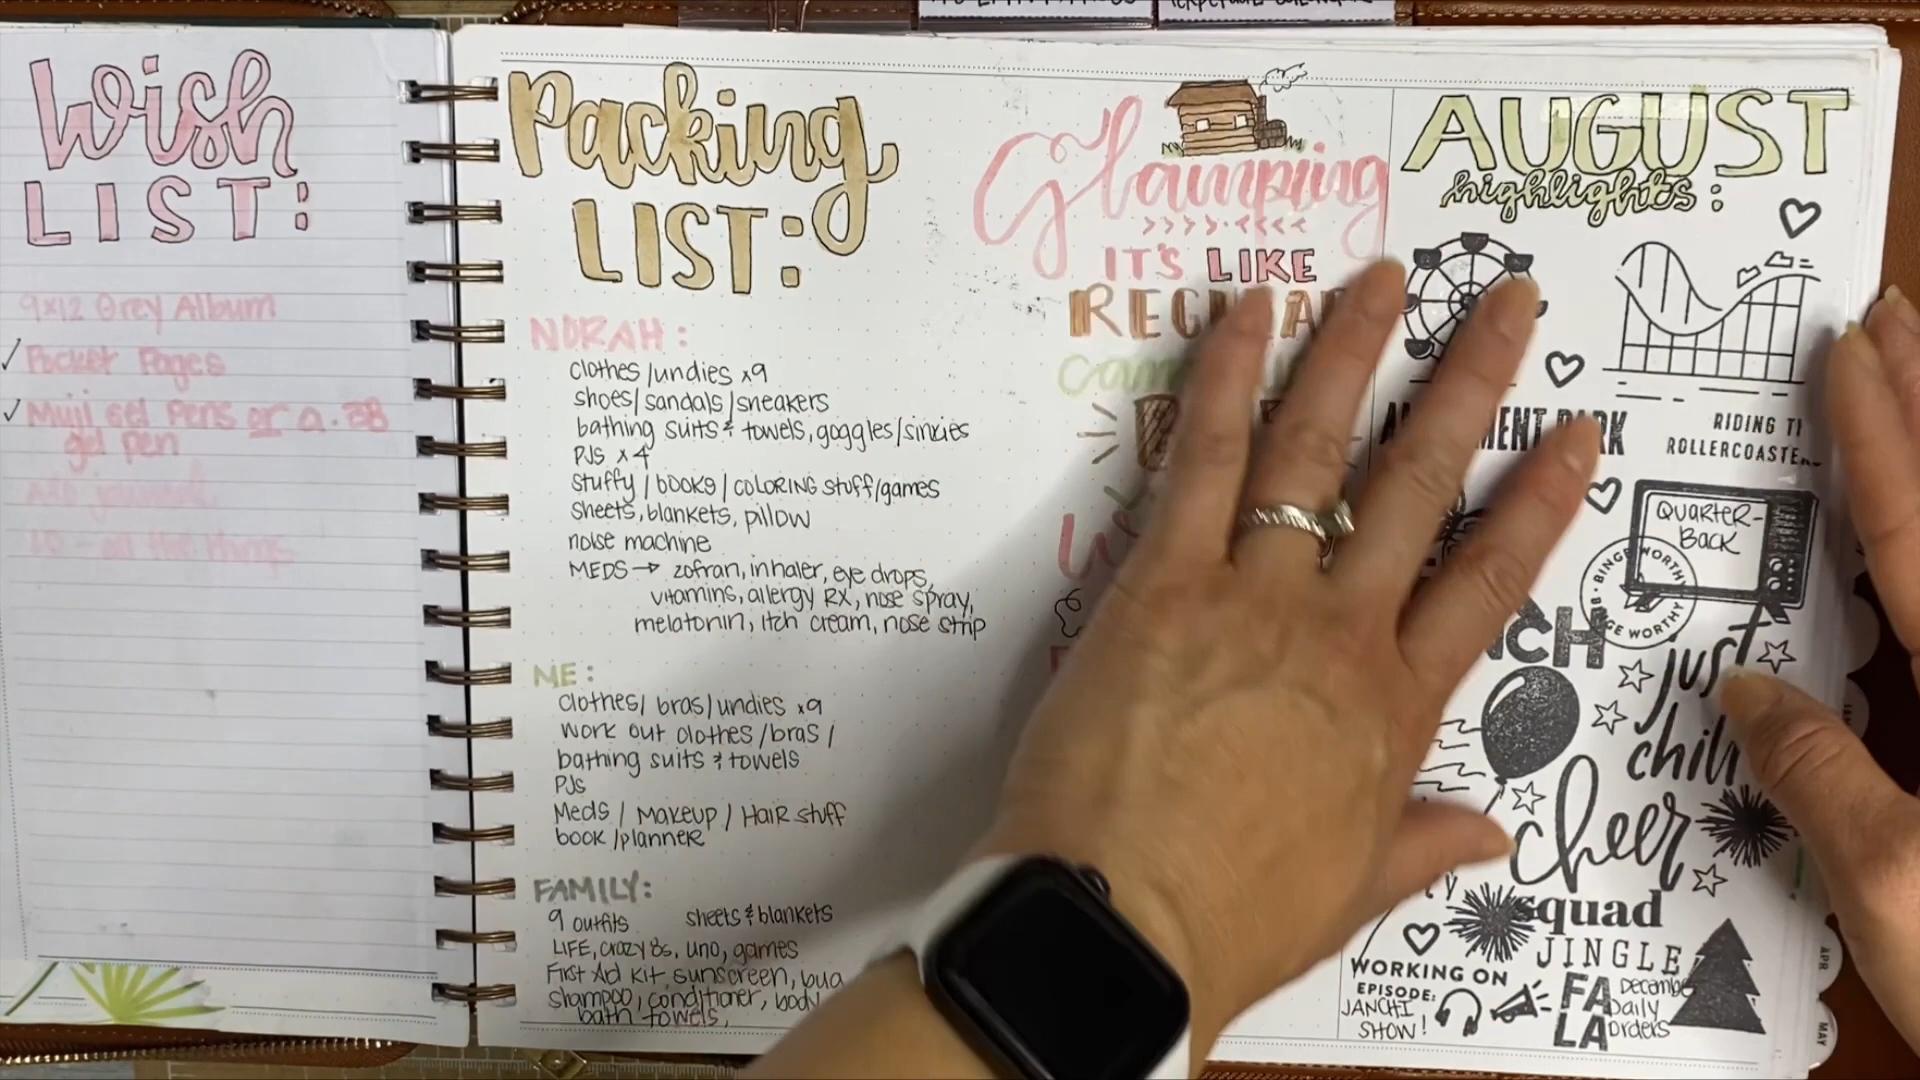 Wish
LIST:
9x12 Grey Album
✓ Pocket Pages
✓ Muji Gel Pens or a .38
gel pen
Packing
LIST:
NORAH:
clothes/undies x9
shoes/sandals/sneakers
bathing suits & towels, goggles/sinkies
PJs x4
stuffy/books/COLORING stuff/games
sheets, blankets, pillow
noise machine
MEDS → zofran, inhaler, eye drops,
vitamins, allergy RX, nose spray,
melatonin, itch cream, nose strip
ME:
clothes/bras/undies x9
work out clothes/bras/
bathing suits & towels
PJs
Meds / Makeup / Hair stuff
book/planner
FAMILY:
9 outfits sheets & blankets
LIFE, crazy 8s, uno, games
First Aid Kit, sunscreen, bug
shampoo, conditioner, body
bath towels,
Glamping
IT'S LIKE
AUGUST
highlights:
RIDING
ROLLERCOASTE
QUARTER-
BACK
BINGE WORTHY
BINGE WORTHY
just
chill
cheer
squad
JINGLE
WORKING ON
EPISODE:
JANCHI
SHOW!
FA
LA
December
Daily
orders
APR
MAY